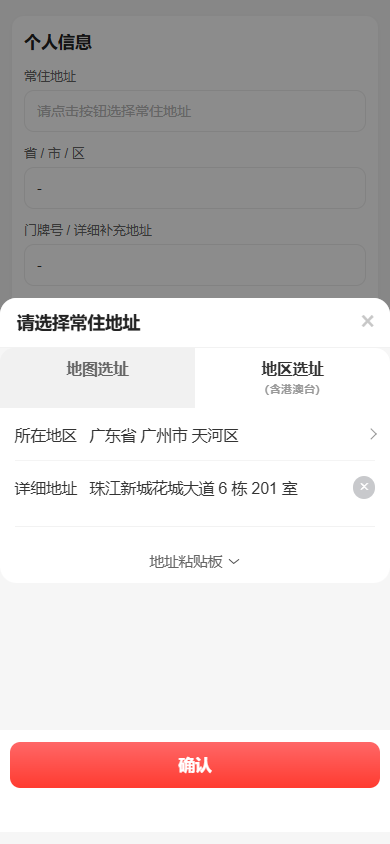 个人信息
常住地址
请点击按钮选择常住地址
省 / 市 / 区
-
门牌号 / 详细补充地址
-
请选择常住地址
地图选址
地区选址
(含港澳台)
所在地区 广东省 广州市 天河区
详细地址 珠江新城花城大道 6 栋 201 室
地址粘贴板
确认